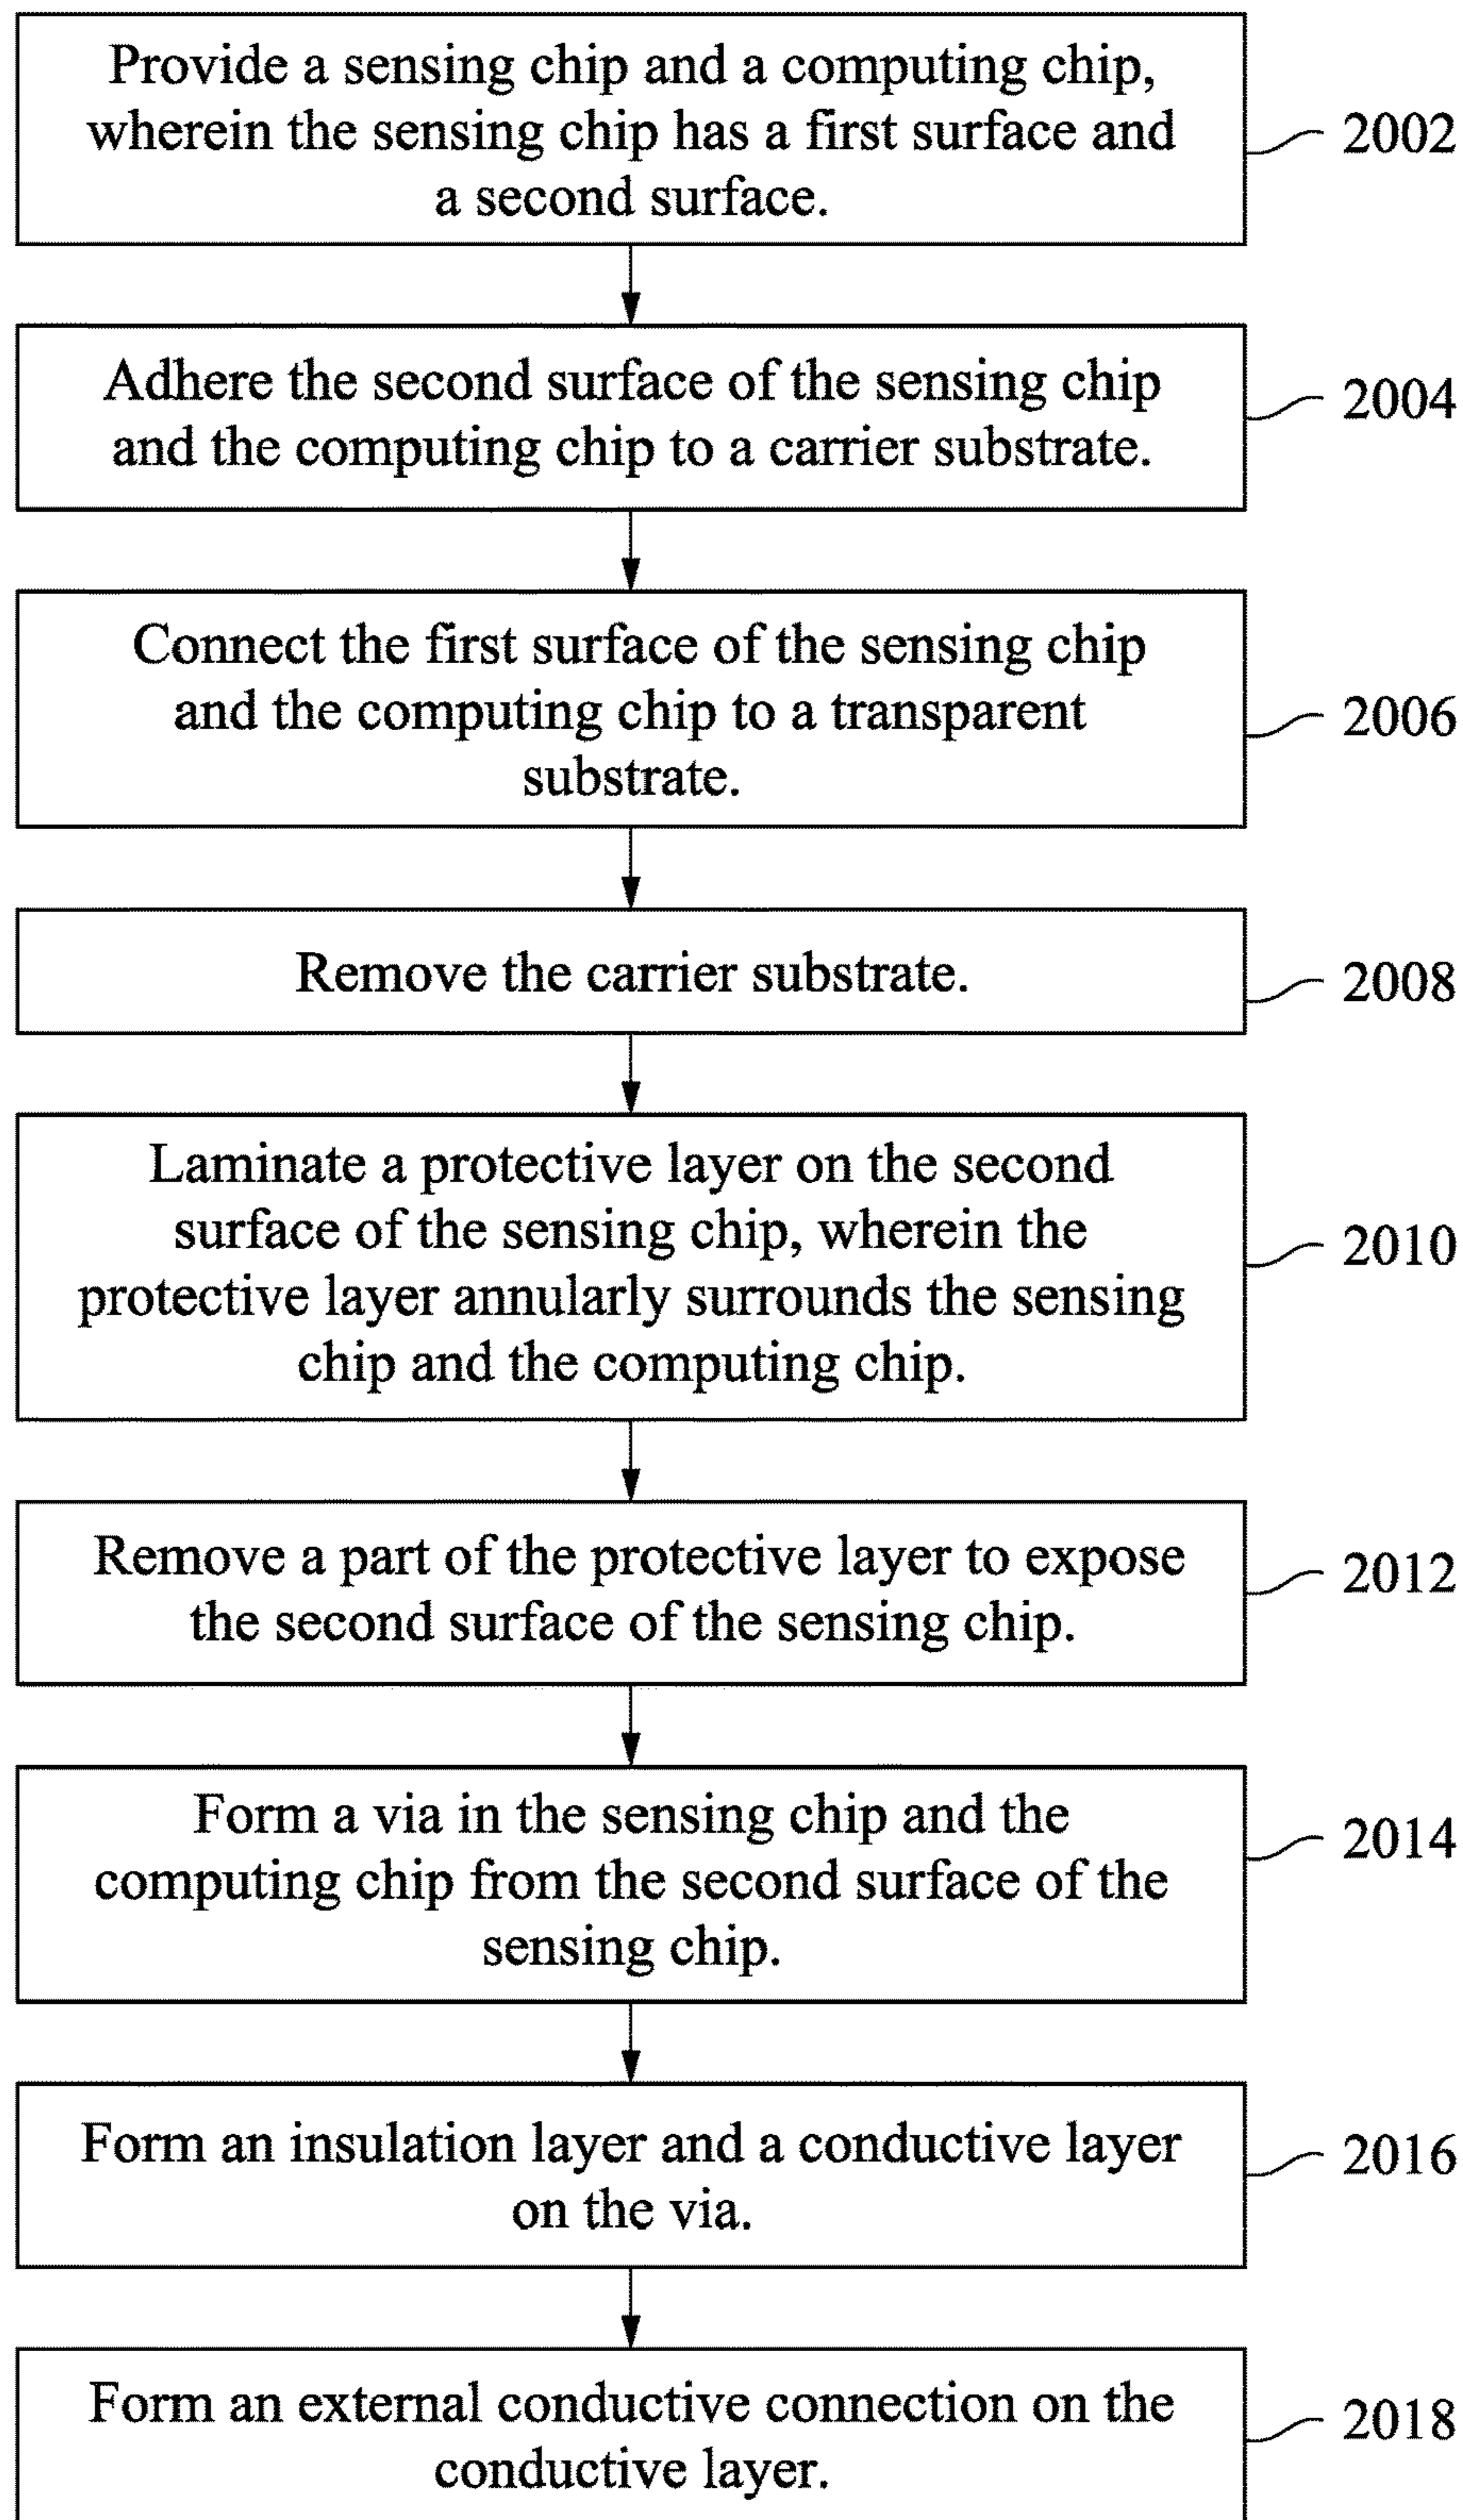 Provide a sensing chip and a computing chip,
wherein the sensing chip has a first surface and
a second surface.
2002
Adhere the second surface of the sensing chip
and the computing chip to a carrier substrate.
2004
Connect the first surface of the sensing chip
and the computing chip to a transparent
substrate.
2006
Remove the carrier substrate.
2008
Laminate a protective layer on the second
surface of the sensing chip, wherein the
protective layer annularly surrounds the sensing
chip and the computing chip.
2010
Remove a part of the protective layer to expose
the second surface of the sensing chip.
2012
Form a via in the sensing chip and the
computing chip from the second surface of the
sensing chip.
2014
Form an insulation layer and a conductive layer
on the via.
2016
Form an external conductive connection on the
conductive layer.
2018